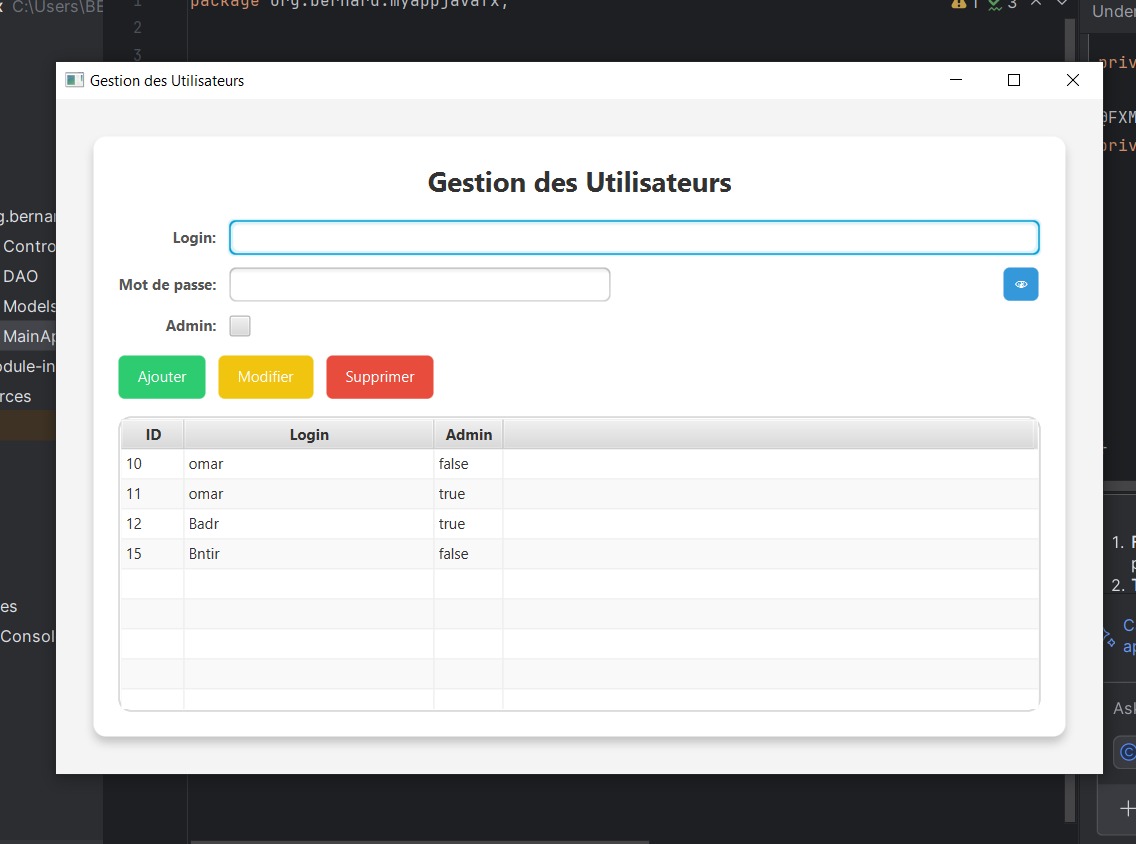 C:\Users\BE
1 package org.bernard.myappjavafx;
1 3
2
3
Under
Gestion des Utilisateurs
Gestion des Utilisateurs
Login:
Mot de passe:
Admin:
Ajouter Modifier Supprimer
ID Login Admin
10 omar false
11 omar true
12 Badr true
15 Bntir false
g.berna
Contro
DAO
Models
MainAp
odule-in
rces
es
Consol
priv
@FXM
priv
1. F
p
2. T
C
ap
Ask